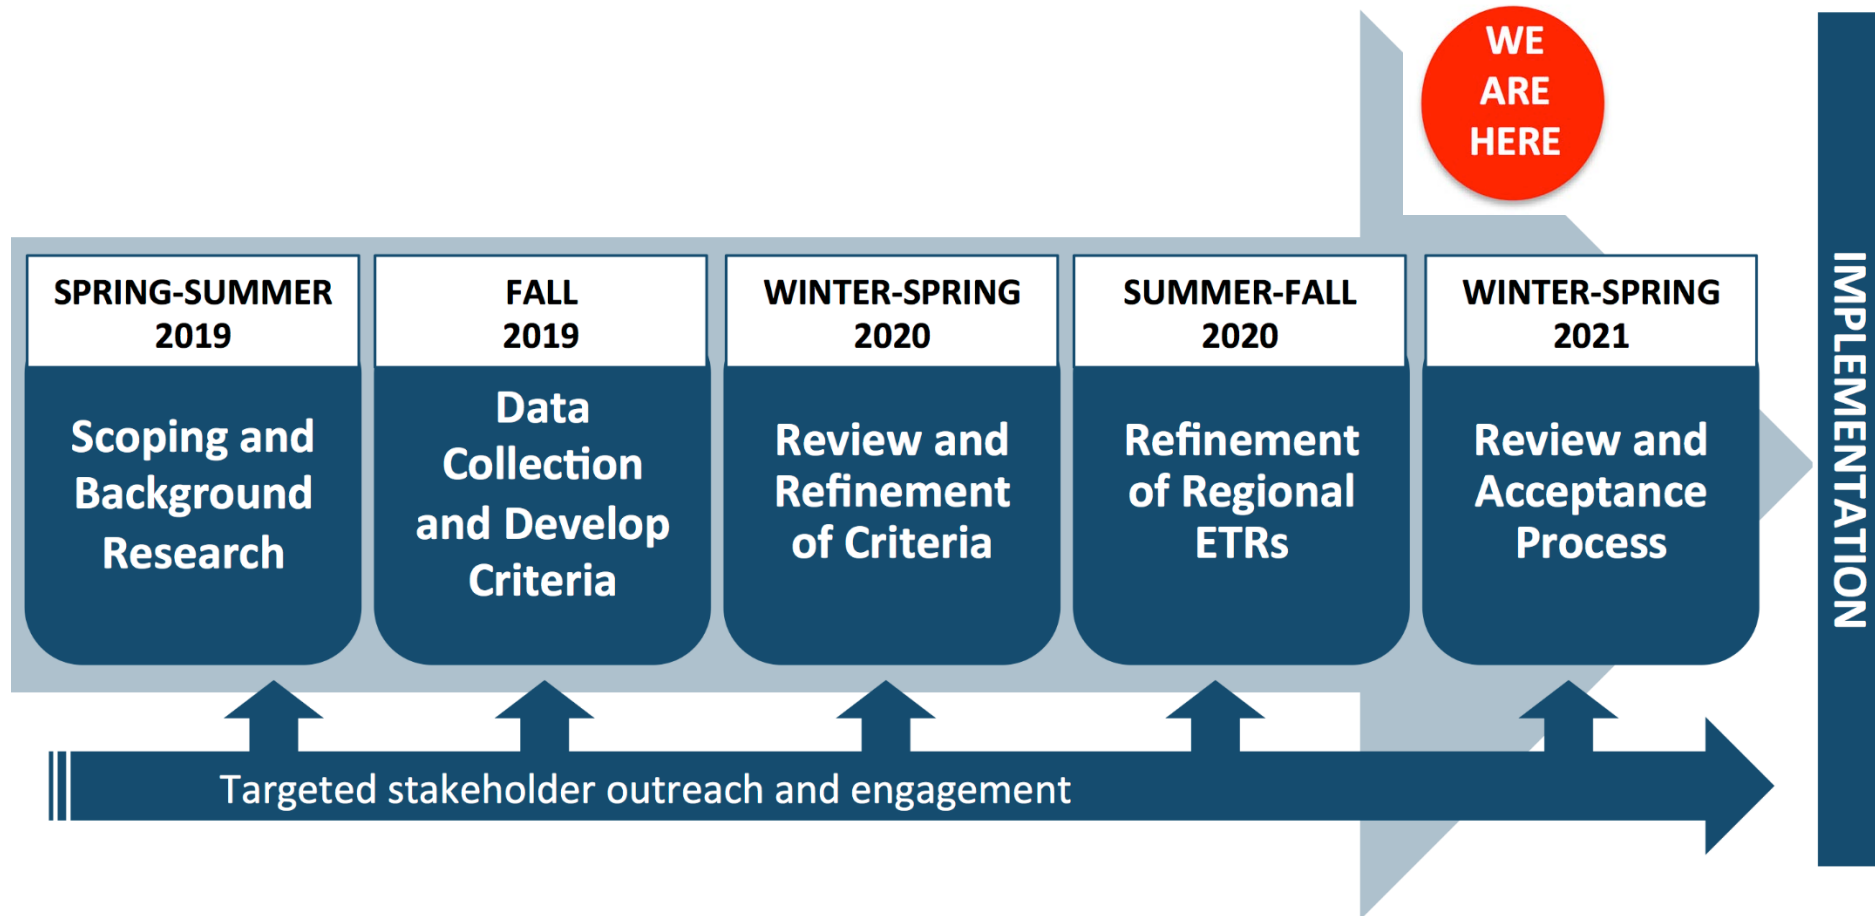 WE
ARE
HERE
SPRING-SUMMER
2019
Scoping and
Background
Research
FALL
2019
Data
Collection
and Develop
Criteria
WINTER-SPRING
2020
Review and
Refinement
of Criteria
SUMMER-FALL
2020
Refinement
of Regional
ETRs
WINTER-SPRING
2021
Review and
Acceptance
Process
IMPLEMENTATION
Targeted stakeholder outreach and engagement